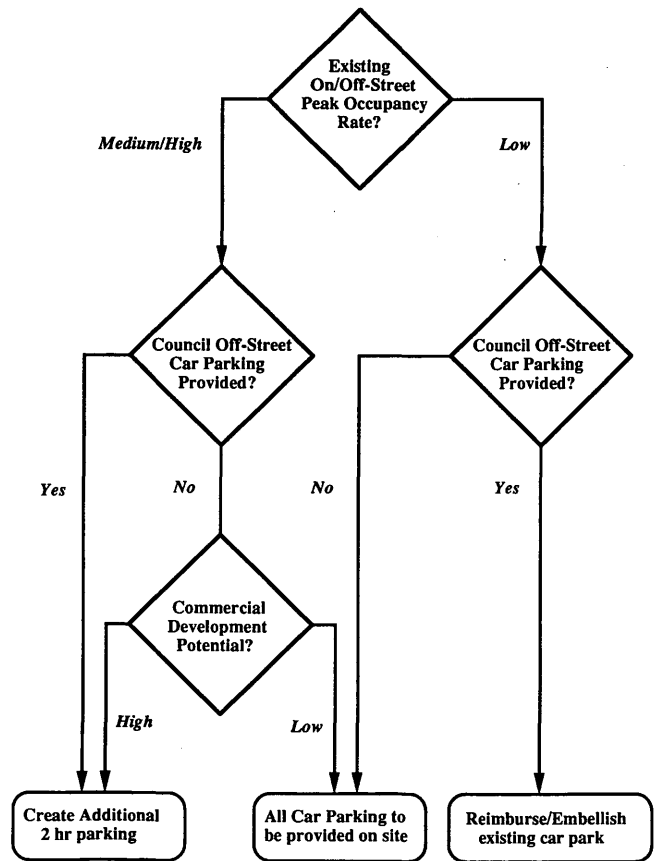 Existing
On/Off-Street
Peak Occupancy
Rate?
Medium/High
Low
Council Off-Street
Car Parking
Provided?
Council Off-Street
Car Parking
Provided?
Yes
No
No
Yes
Commercial
Development
Potential?
High
Low
Create Additional
2 hr parking
All Car Parking to
be provided on site
Reimburse/Embellish
existing car park